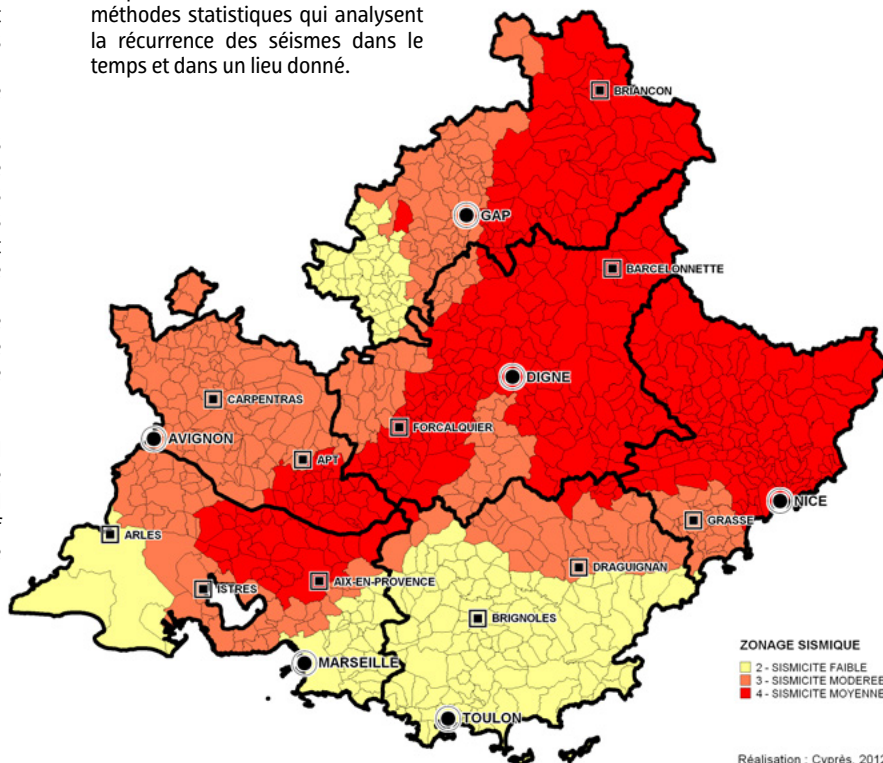 méthodes statistiques qui analysent
la récurrence des séismes dans le
temps et dans un lieu donné.
BRIANCON
GAP
BARCELONNETTE
DIGNE
CARPENTRAS
FORCALQUIER
AVIGNON
APT
NICE
GRASSE
ARLES
DRAGUIGNAN
AIX-EN-PROVENCE
ISTRES
BRIGNOLES
ZONAGE SISMIQUE
2 - SISMICITE FAIBLE
3 - SISMICITE MODEREE
4 - SISMICITE MOYENNE
MARSEILLE
TOULON
Réalisation : Cyprès, 2012